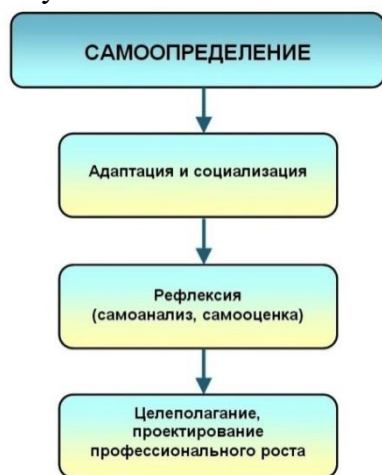 САМООПРЕДЕЛЕНИЕ
Адаптация и социализация
Рефлексия
(самоанализ, самооценка)
Целеполагание,
проектирование
профессионального роста